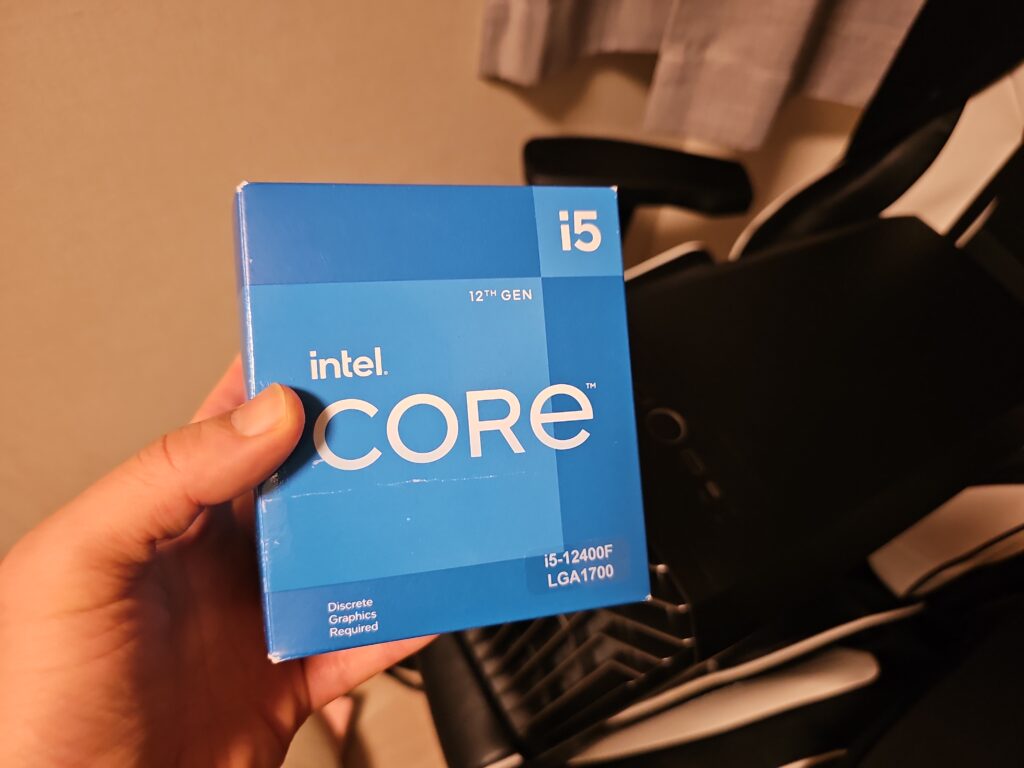 i5
12TH GEN
intel.
CORE™
i5-12400F
LGA1700
Discrete
Graphics
Required